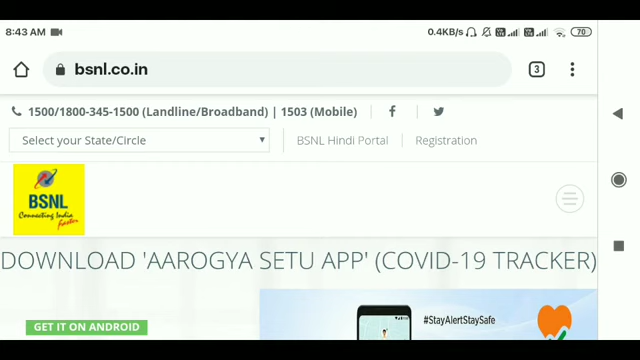 8:43 AM 0.4KB/s 70
bsnl.co.in 3
1500/1800-345-1500 (Landline/Broadband) | 1503 (Mobile)
Select your State/Circle BSNL Hindi Portal Registration
BSNL
Connecting India
faster
DOWNLOAD 'AAROGYA SETU APP' (COVID-19 TRACKER)
#StayAlertStaySafe
GET IT ON ANDROID